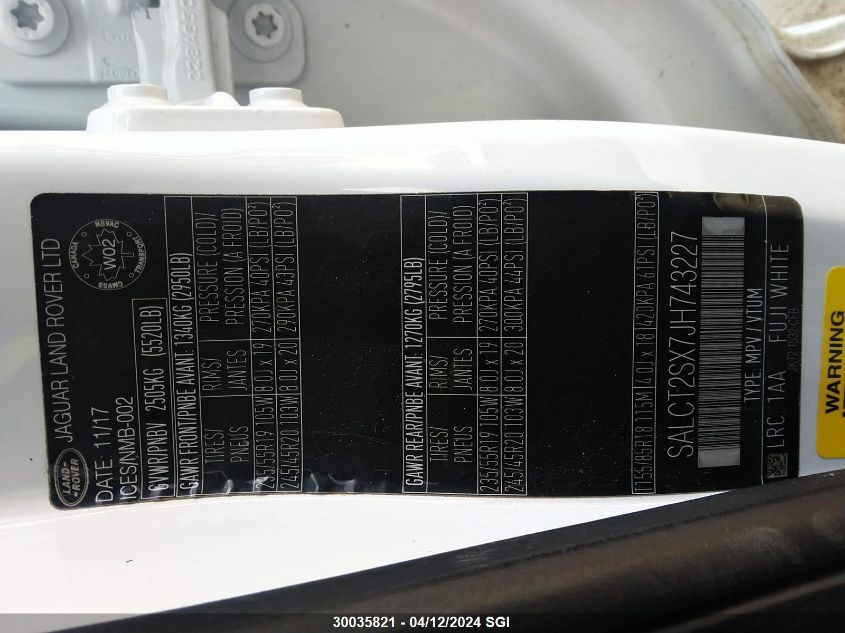 LAND-
ROVER
JAGUAR LAND ROVER LTD
DATE: 11/17
ICES/NMB-002
NSVAC
CANADA
W02
TRANSPORT
CMVSS
GVWR/PNBV 2505KG (5520LB)
GAWR FRONT/PNBE AVANT: 1340KG (2950LB)
TIRES/ RIMS/ PRESSURE (COLD)/
PNEUS JANTES PRESSION (A FROID)
235/55R19 105W 8.0J x 19 270KPA 40PSI (LB/PO²)
245/45R20 103W 8.0J x 20 290KPA 43PSI (LB/PO²)
GAWR REAR/PNBE AVANT: 1270KG (2795LB)
TIRES/ RIMS/ PRESSURE (COLD)/
PNEUS JANTES PRESSION (A FROID)
235/55R19 105W 8.0J x 19 270KPA 40PSI (LB/PO²)
245/45R20 103W 8.0J x 20 300KPA 44PSI (LB/PO²)
T155/85R18 115M 4.0J x 18 420KPA 61PSI (LB/PO²)
SALCT2SX7JH743227
TYPE: MPV / VTUM
LRC. 1AA FUJI WHITE
WARNING
30035821 - 04/12/2024 SGI